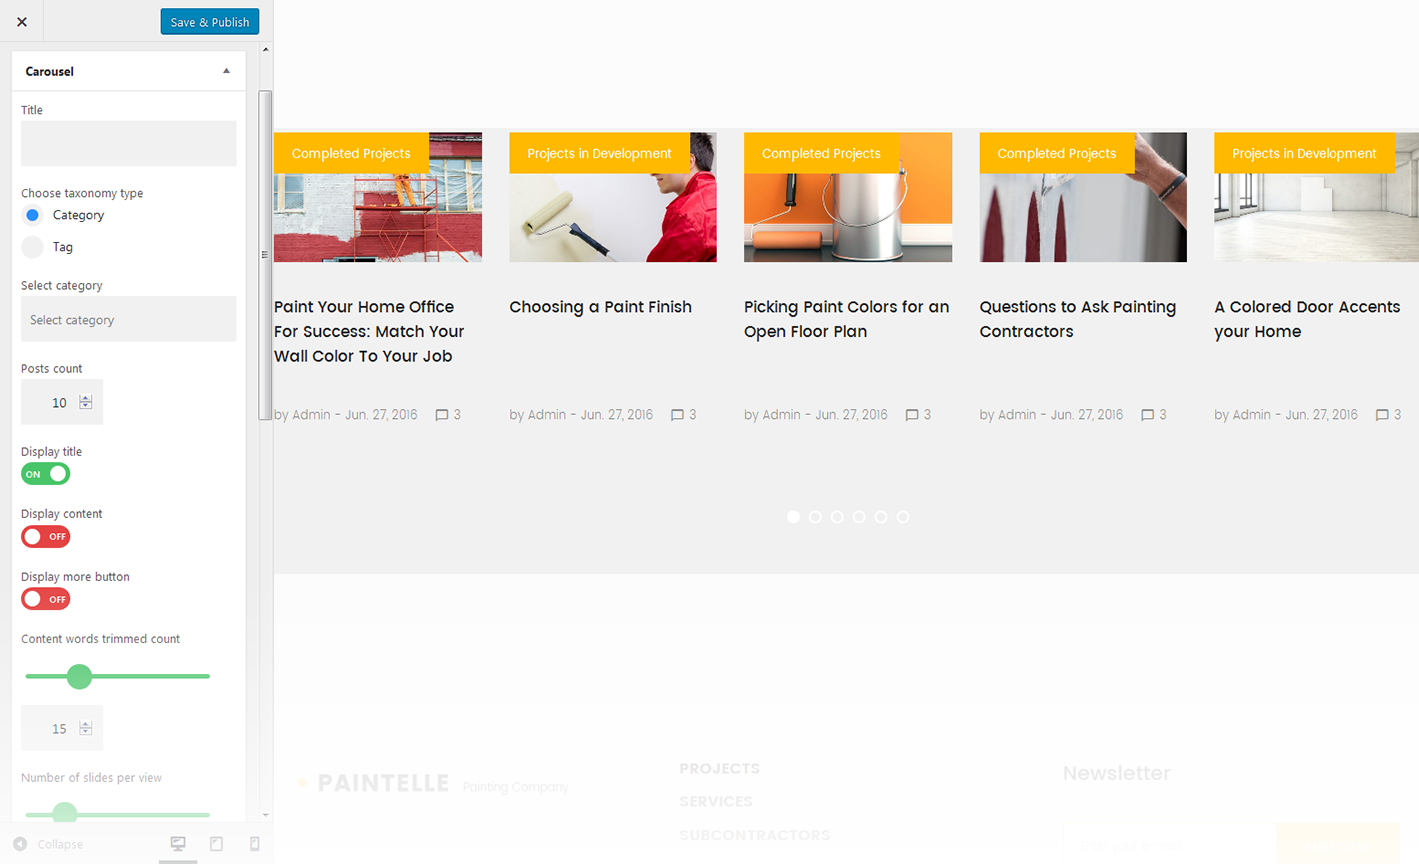 Save & Publish
Carousel
Title
Choose taxonomy type
Category
Tag
Select category
Select category
Posts count
10
Display title
ON
Display content
OFF
Display more button
OFF
Content words trimmed count
15
Number of slides per view
Collapse
Completed Projects
Paint Your Home Office
For Success: Match Your
Wall Color To Your Job
by Admin - Jun. 27, 2016 3
Projects in Development
Choosing a Paint Finish
by Admin - Jun. 27, 2016 3
Completed Projects
Picking Paint Colors for an
Open Floor Plan
by Admin - Jun. 27, 2016 3
Completed Projects
Questions to Ask Painting
Contractors
by Admin - Jun. 27, 2016 3
Projects in Development
A Colored Door Accents
your Home
by Admin - Jun. 27, 2016 3
PAINTELLE Painting Company
PROJECTS
SERVICES
SUBCONTRACTORS
Newsletter